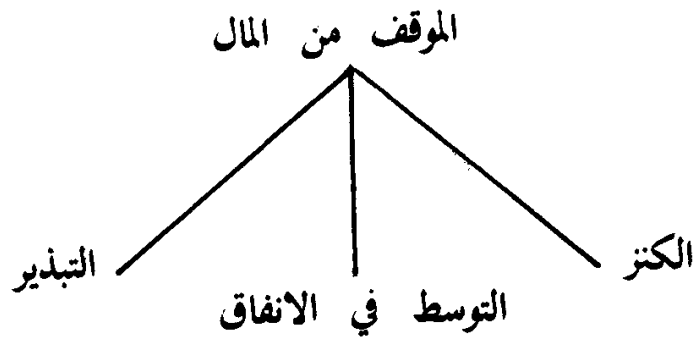 الموقف من المال
الكنز
التوسط في الانفاق
التبذير